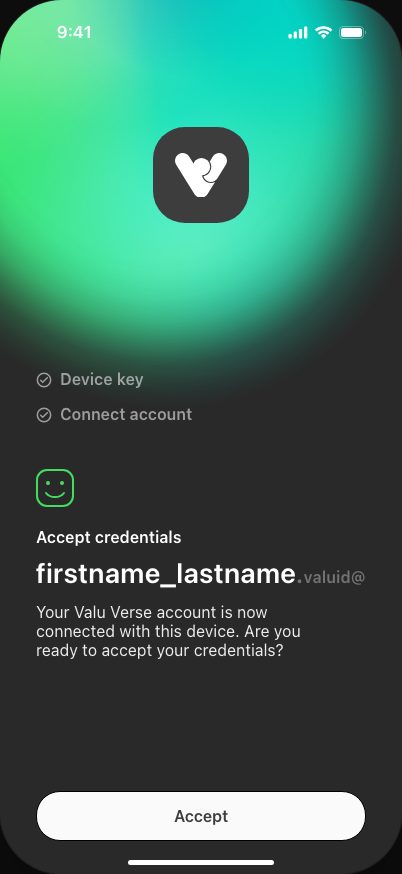 9:41
Device key
Connect account
Accept credentials
firstname_lastname.valuid@
Your Valu Verse account is now
connected with this device. Are you
ready to accept your credentials?
Accept